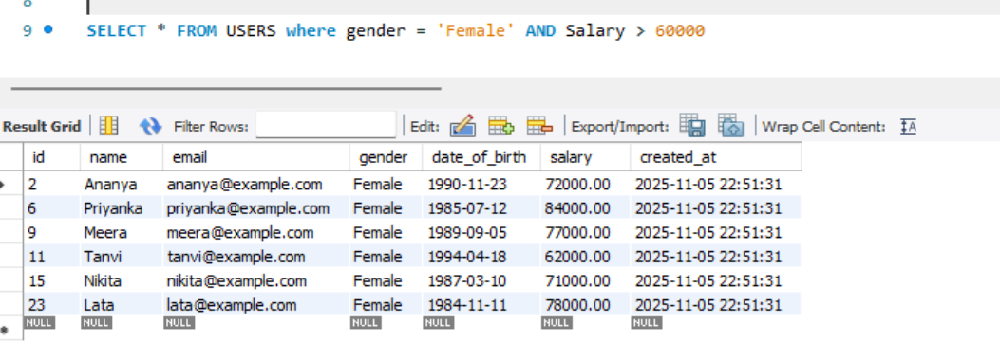 8
9 SELECT * FROM USERS where gender = 'Female' AND Salary > 60000
Result Grid Filter Rows: Edit: Export/Import: Wrap Cell Content: IA
id name email gender date_of_birth salary created_at
2 Ananya ananya@example.com Female 1990-11-23 72000.00 2025-11-05 22:51:31
6 Priyanka priyanka@example.com Female 1985-07-12 84000.00 2025-11-05 22:51:31
9 Meera meera@example.com Female 1989-09-05 77000.00 2025-11-05 22:51:31
11 Tanvi tanvi@example.com Female 1994-04-18 62000.00 2025-11-05 22:51:31
15 Nikita nikita@example.com Female 1987-03-10 71000.00 2025-11-05 22:51:31
23 Lata lata@example.com Female 1984-11-11 78000.00 2025-11-05 22:51:31
* NULL NULL NULL NULL NULL NULL NULL